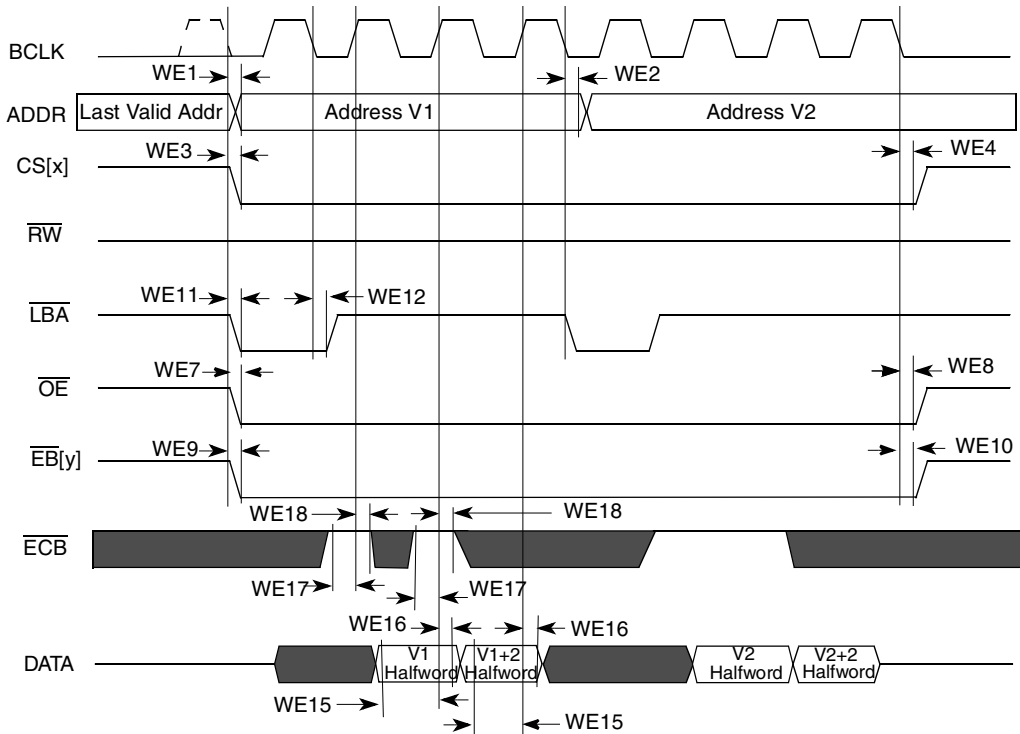 BCLK
WE1
WE2
ADDR
Last Valid Addr
Address V1
Address V2
WE3
WE4
CS[x]
RW
WE11
WE12
LBA
WE7
WE8
OE
WE9
WE10
EB[y]
WE18
WE18
ECB
WE17
WE17
WE16
WE16
DATA
V1
Halfword
V1+2
Halfword
V2
Halfword
V2+2
Halfword
WE15
WE15